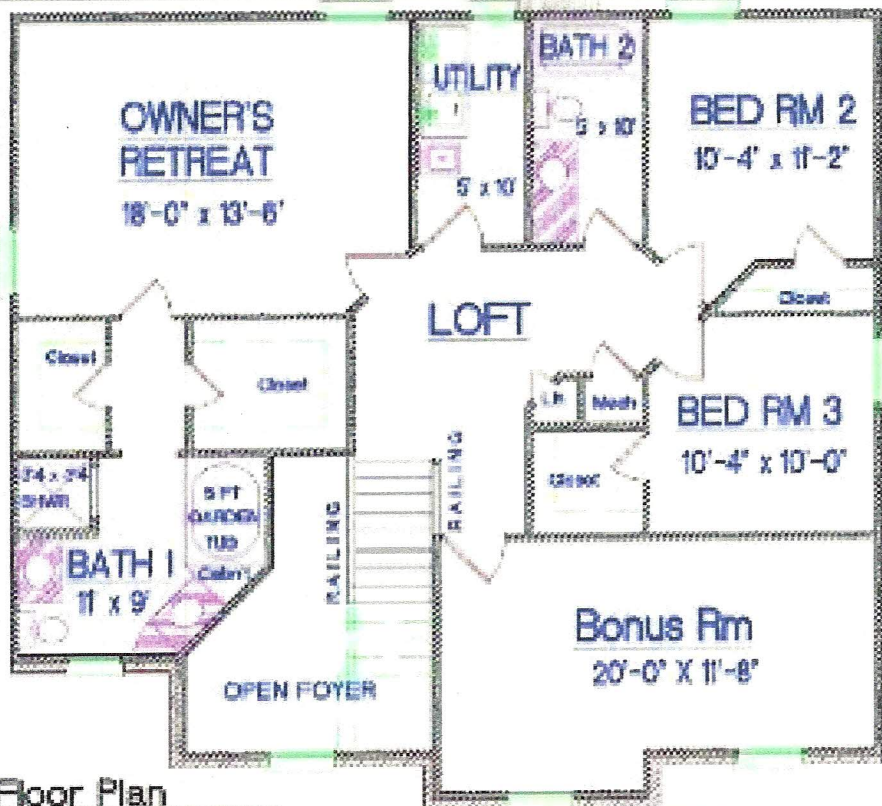 OWNER'S
RETREAT
18'-0" x 13'-6"
UTILITY
5' x 10'
BATH 2
5' x 10'
BED RM 2
10'-4" x 11'-2"
Closet
LOFT
Closet
Closet
Lin
Mech
BED RM 3
10'-4" x 10'-0"
Closet
RAILING
RAILING
SHWR
5 FT
GARDEN
TUB
BATH 1
11' x 9'
OPEN FOYER
Bonus Rm
20'-0" X 11'-8"
Floor Plan